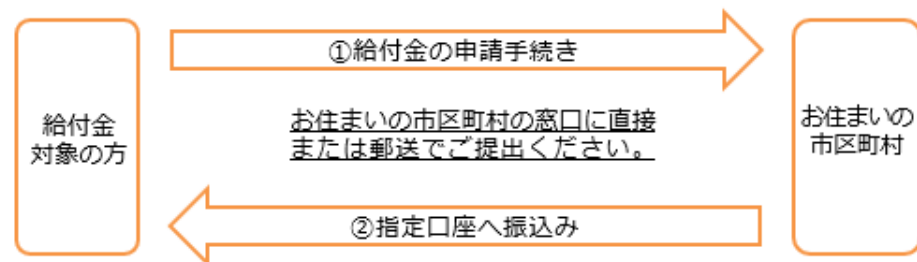 ①給付金の申請手続き
給付金
対象の方
お住まいの市区町村の窓口に直接
または郵送でご提出ください。
お住まいの
市区町村
②指定口座へ振込み